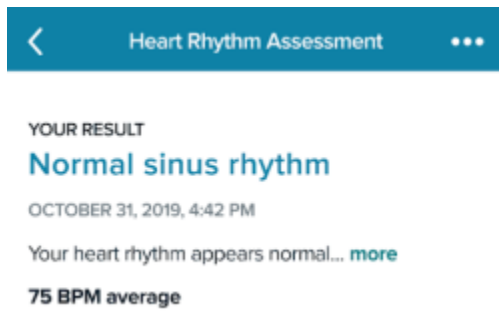 Heart Rhythm Assessment
YOUR RESULT
Normal sinus rhythm
OCTOBER 31, 2019, 4:42 PM
Your heart rhythm appears normal... more
75 BPM average